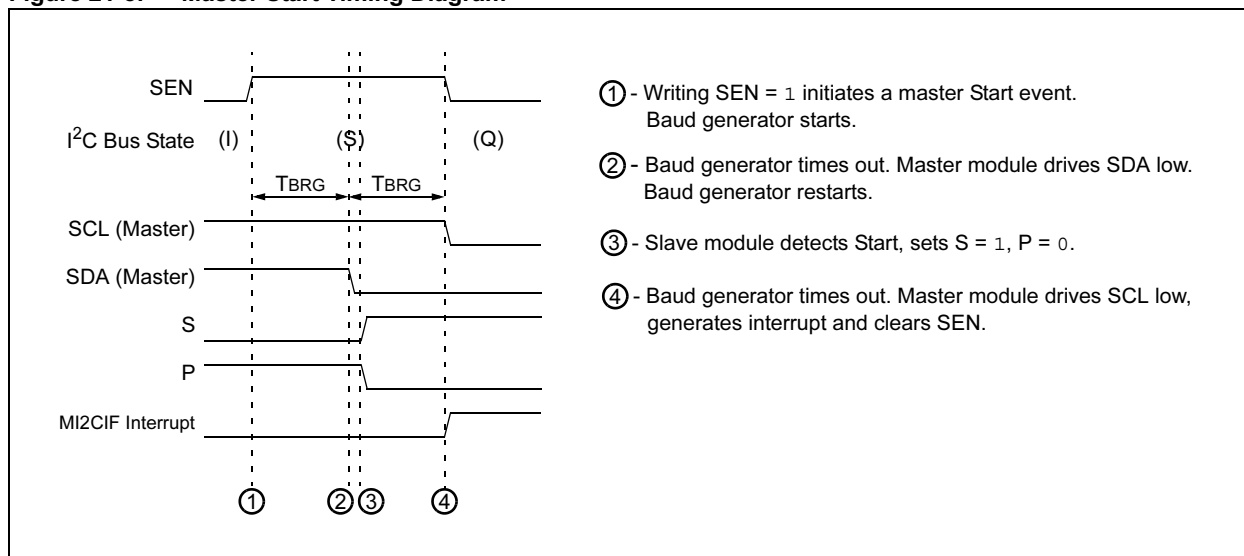 Figure 21-6: Master Start Timing Diagram
SEN
I²C Bus State (I) (S) (Q)
TBRG TBRG
SCL (Master)
SDA (Master)
S
P
MI2CIF Interrupt
1 2 3 4
1 - Writing SEN = 1 initiates a master Start event.
Baud generator starts.
2 - Baud generator times out. Master module drives SDA low.
Baud generator restarts.
3 - Slave module detects Start, sets S = 1, P = 0.
4 - Baud generator times out. Master module drives SCL low,
generates interrupt and clears SEN.